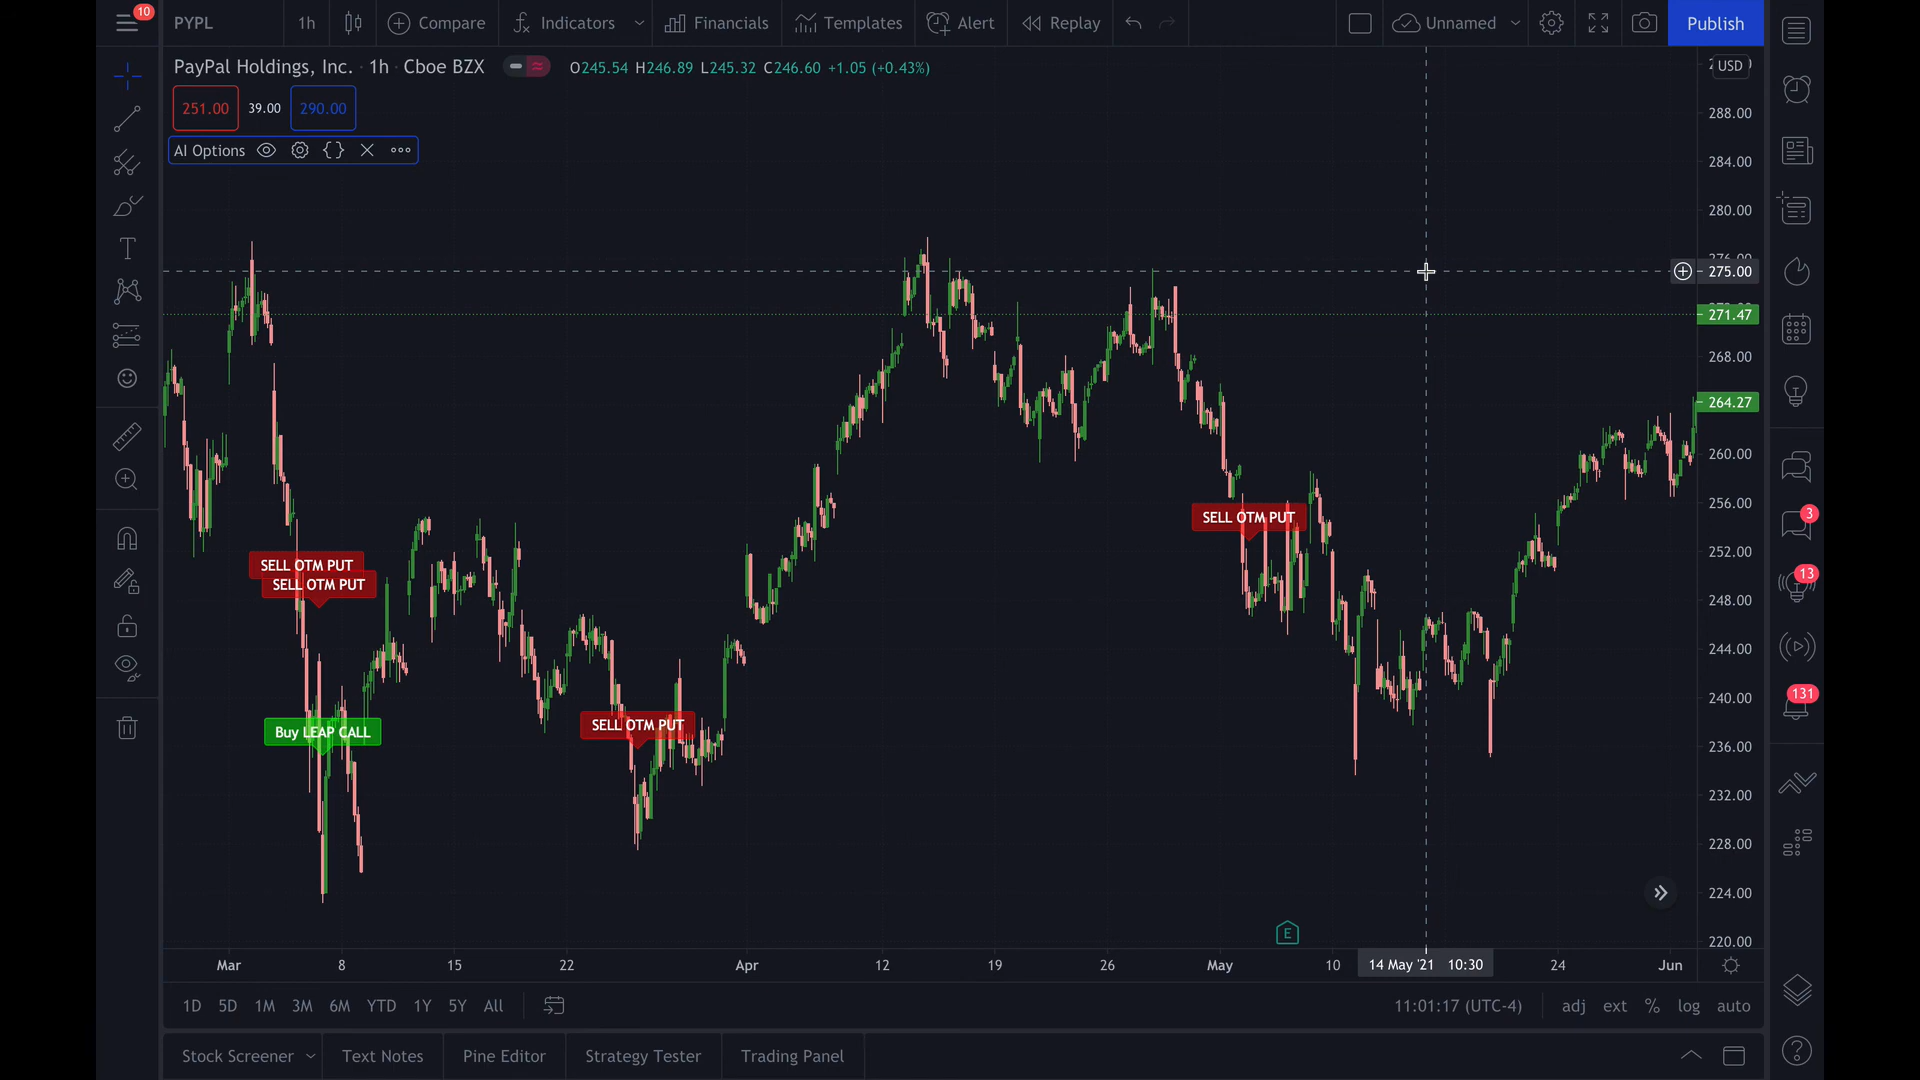 10
PYPL
1h
Compare
Indicators
Financials
Templates
Alert
Replay
Unnamed
Publish
PayPal Holdings, Inc. · 1h · Cboe BZX
O245.54 H246.89 L245.32 C246.60 +1.05 (+0.43%)
USD
251.00
39.00
290.00
AI Options
288.00
284.00
280.00
275.00
271.47
268.00
264.27
260.00
256.00
252.00
248.00
244.00
240.00
236.00
232.00
228.00
224.00
220.00
SELL OTM PUT
SELL OTM PUT
Buy LEAP CALL
SELL OTM PUT
SELL OTM PUT
E
3
13
131
Mar
8
15
22
Apr
12
19
26
May
10
14 May '21 10:30
24
Jun
1D
5D
1M
3M
6M
YTD
1Y
5Y
All
11:01:17 (UTC-4)
adj
ext
%
log
auto
Stock Screener
Text Notes
Pine Editor
Strategy Tester
Trading Panel